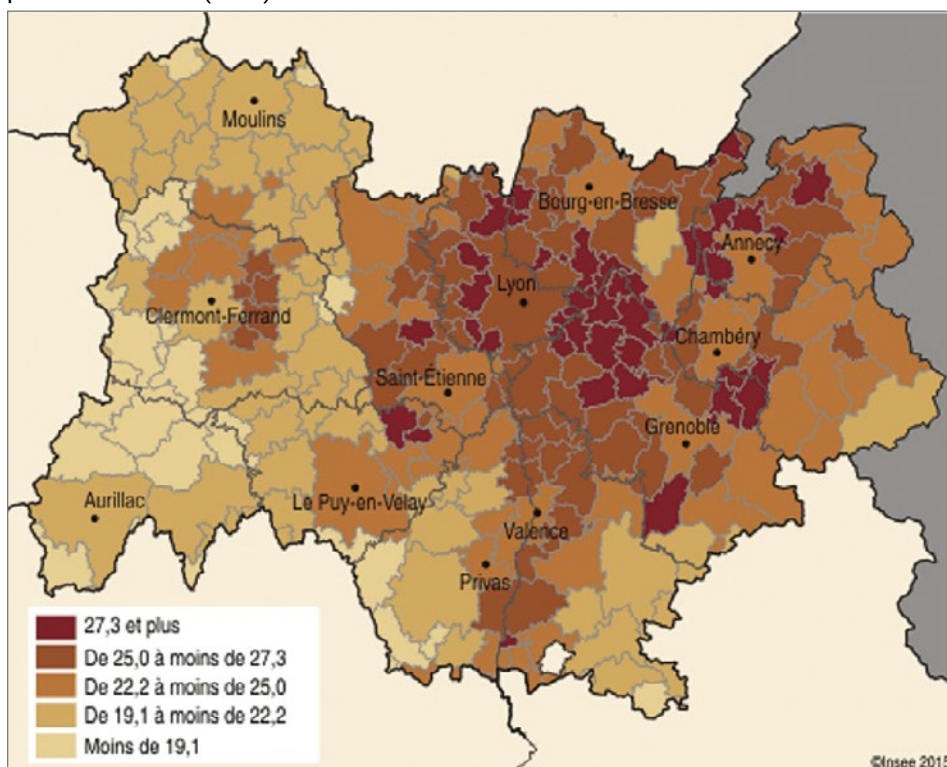 Moulins
Bourg-en-Bresse
Annecy
Lyon
Clermont-Ferrand
Chambéry
Saint-Étienne
Grenoble
Aurillac
Le Puy-en-Velay
Valence
Privas
27,3 et plus
De 25,0 à moins de 27,3
De 22,2 à moins de 25,0
De 19,1 à moins de 22,2
Moins de 19,1
©Insee 2015